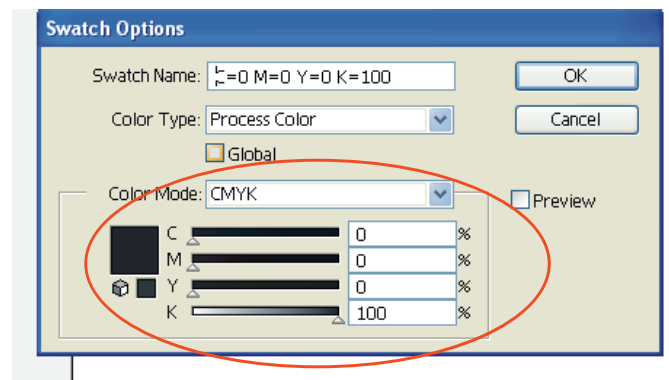 Swatch Options
Swatch Name: C=0 M=0 Y=0 K=100
OK
Color Type: Process Color
Cancel
Global
Color Mode: CMYK
Preview
C 0 %
M 0 %
Y 0 %
K 100 %